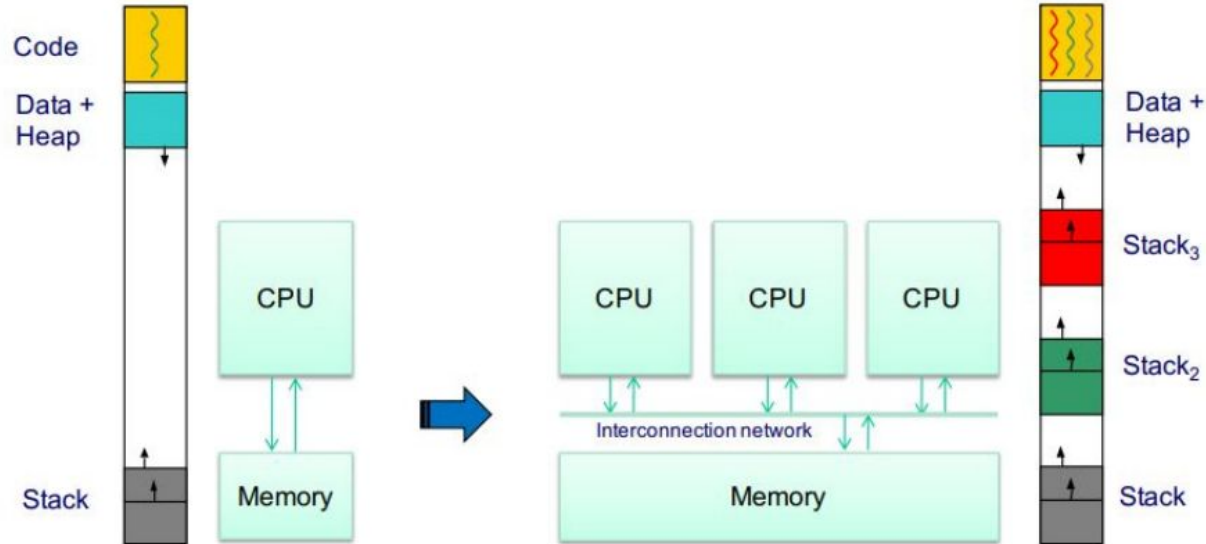 Code
Data +
Heap
Stack
CPU
Memory
CPU
CPU
CPU
Interconnection network
Memory
Data +
Heap
Stack₃
Stack₂
Stack